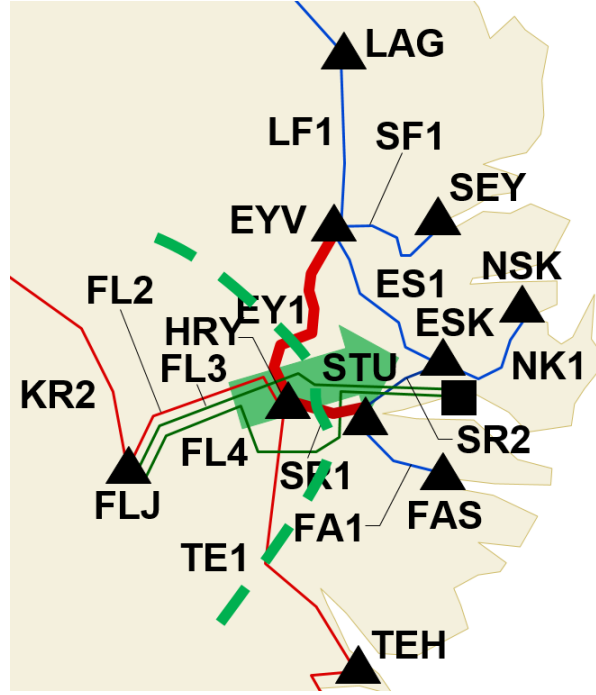 LAG
LF1
SF1
SEY
EYV
NSK
ES1
FL2
EY1
HRY
ESK
FL3
STU
NK1
KR2
FL4
SR1
SR2
FLJ
FA1
FAS
TE1
TEH